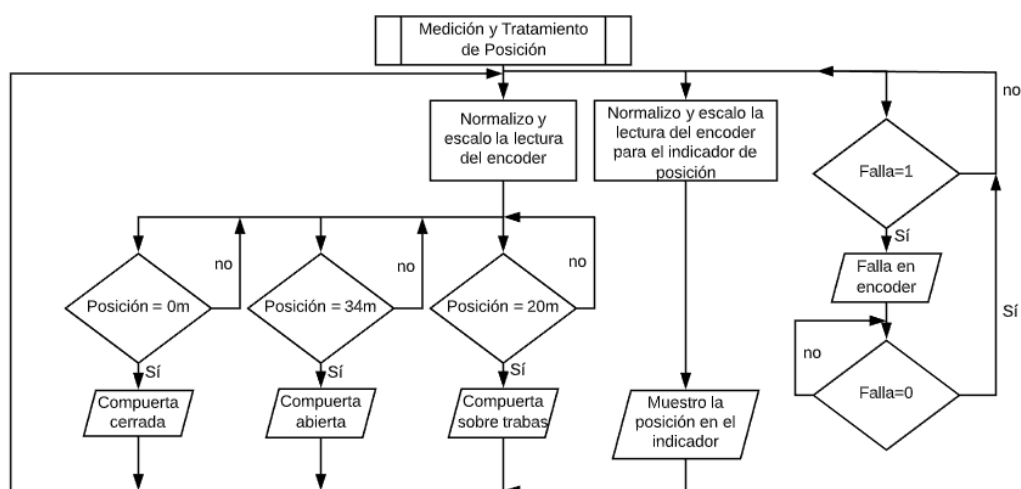 Medición y Tratamiento
de Posición
Normalizo y
escalo la lectura
del encoder
Normalizo y escalo la
lectura del encoder
para el indicador de
posición
no
Falla=1
Sí
Falla en
encoder
no
no
no
Posición = 0m
Posición = 34m
Posición = 20m
Sí
no
Sí
Sí
Sí
Falla=0
Compuerta
cerrada
Compuerta
abierta
Compuerta
sobre trabas
Muestro la
posición en el
indicador